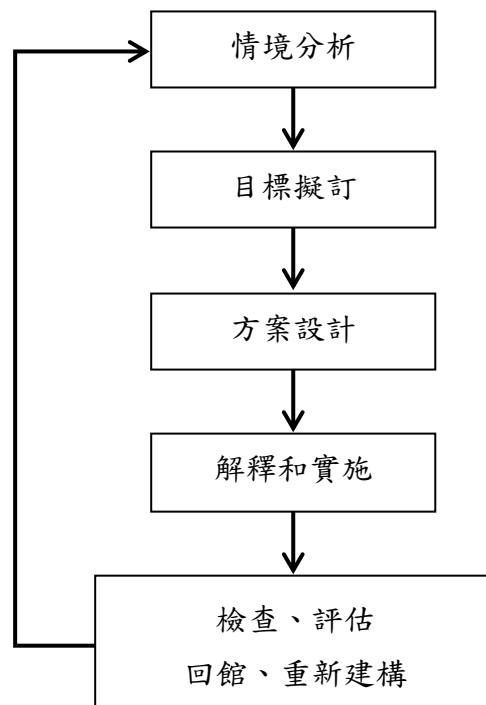 情境分析
目標擬訂
方案設計
解釋和實施
檢查、評估
回館、重新建構